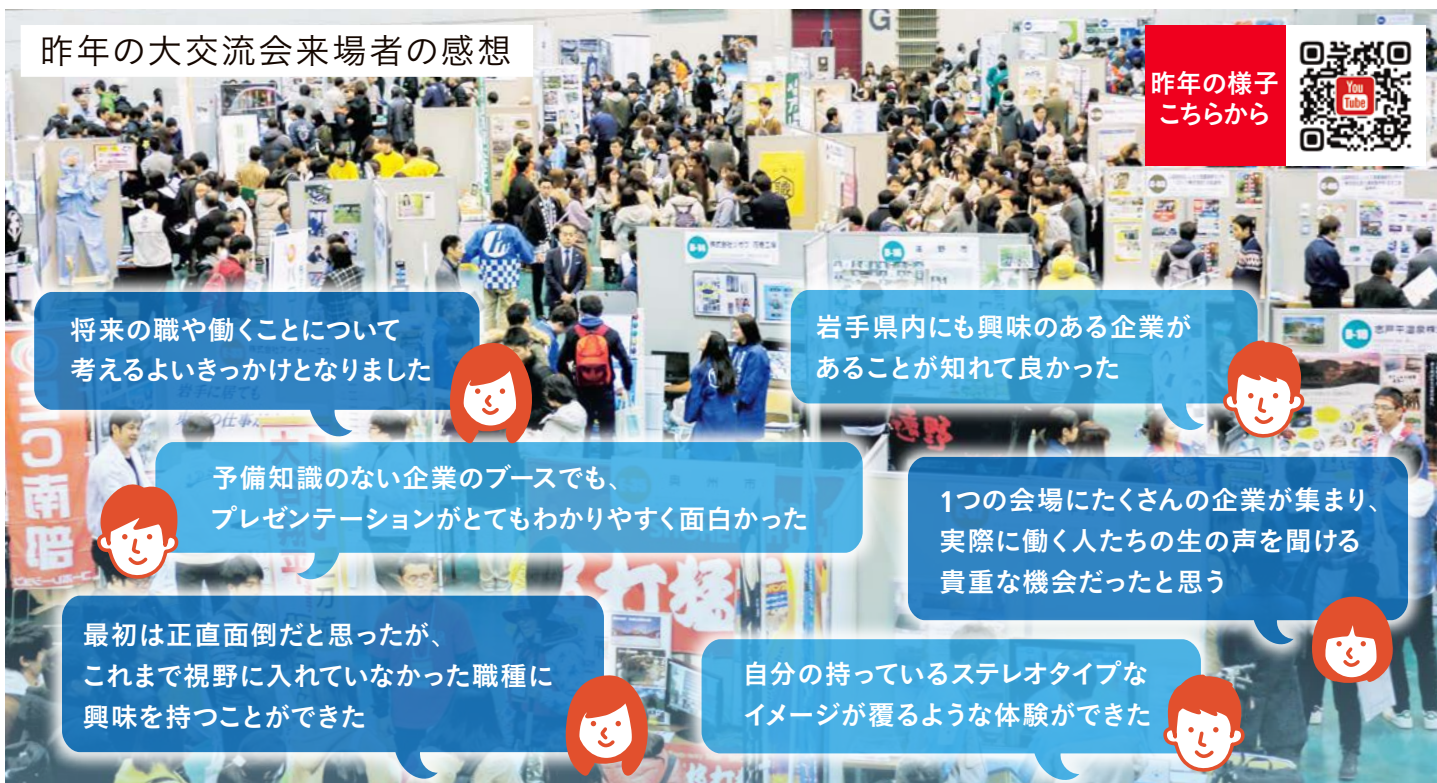 昨年の大交流会来場者の感想
昨年の様子
こちらから
You
Tube
G
将来の職や働くことについて
考えるよいきっかけとなりました
岩手県内にも興味のある企業が
あることが知れて良かった
予備知識のない企業のブースでも、
プレゼンテーションがとてもわかりやすく面白かった
1つの会場にたくさんの企業が集まり、
実際に働く人たちの生の声を聞ける
貴重な機会だったと思う
最初は正直面倒だと思ったが、
これまで視野に入れていなかった職種に
興味を持つことができた
自分の持っているステレオタイプな
イメージが覆るような体験ができた